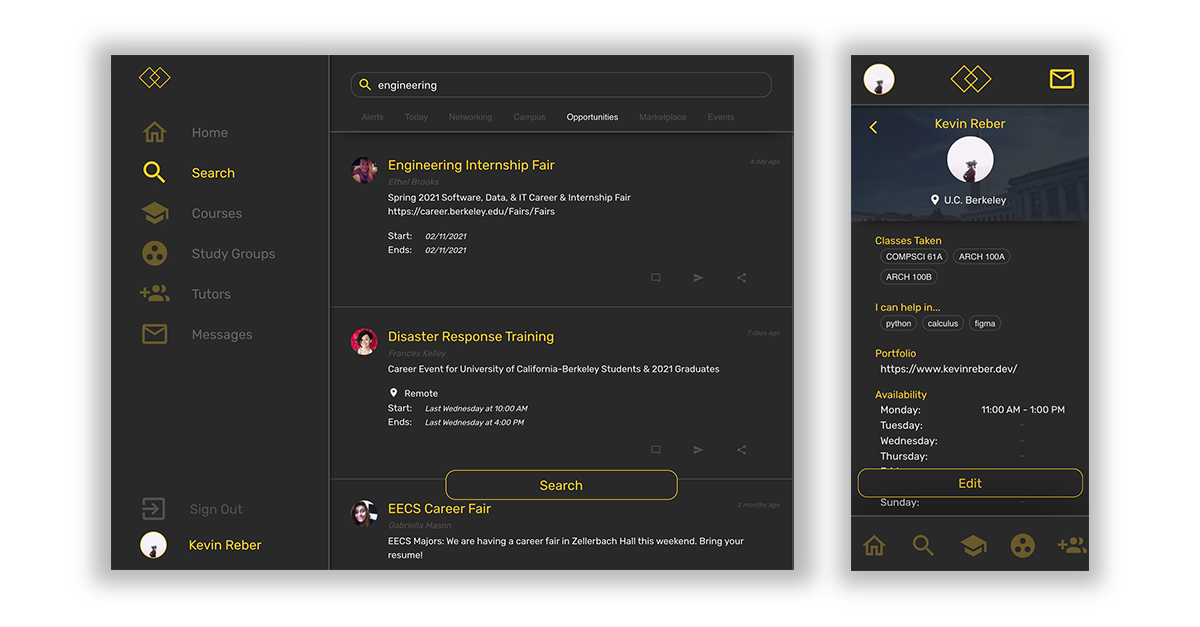 engineering
Alerts Today Networking Campus Opportunities Marketplace Events
Home
Search
Courses
Study Groups
Tutors
Messages
Sign Out
Kevin Reber
Engineering Internship Fair
a day ago
Ethel Brooks
Spring 2021 Software, Data, & IT Career & Internship Fair
https://career.berkeley.edu/Fairs/Fairs
Start: 02/11/2021
Ends: 02/11/2021
Disaster Response Training
7 days ago
Frances Kelley
Career Event for University of California-Berkeley Students & 2021 Graduates
Remote
Start: Last Wednesday at 10:00 AM
Ends: Last Wednesday at 4:00 PM
Search
EECS Career Fair
2 months ago
Gabriella Mason
EECS Majors: We are having a career fair in Zellerbach Hall this weekend. Bring your
resume!
Kevin Reber
U.C. Berkeley
Classes Taken
COMPSCI 61A ARCH 100A
ARCH 100B
I can help in...
python calculus figma
Portfolio
https://www.kevinreber.dev/
Availability
Monday: 11:00 AM - 1:00 PM
Tuesday: -
Wednesday: -
Thursday: -
Edit
Sunday: -